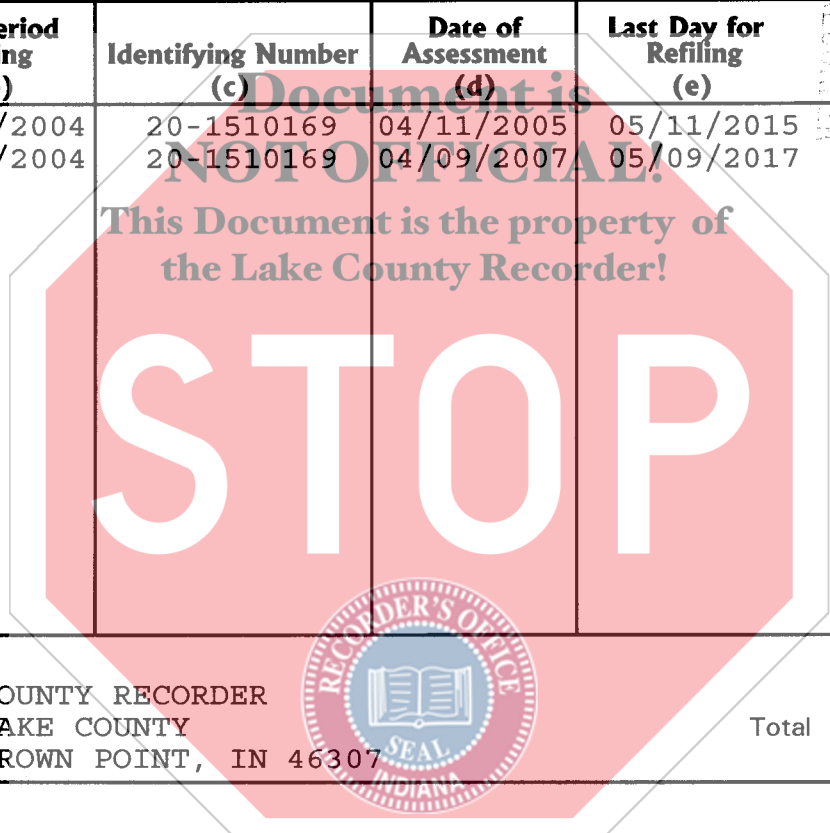 eriod
ing
)
Identifying Number
(c)
Date of
Assessment
(d)
Last Day for
Refiling
(e)
/2004 20-1510169 04/11/2005 05/11/2015
/2004 20-1510169 04/09/2007 05/09/2017
Document is
NOT OFFICIAL!
This Document is the property of
the Lake County Recorder!
STOP
RECORDER'S OFFICE
SEAL
INDIANA
OUNTY RECORDER
AKE COUNTY
ROWN POINT, IN 46307
Total